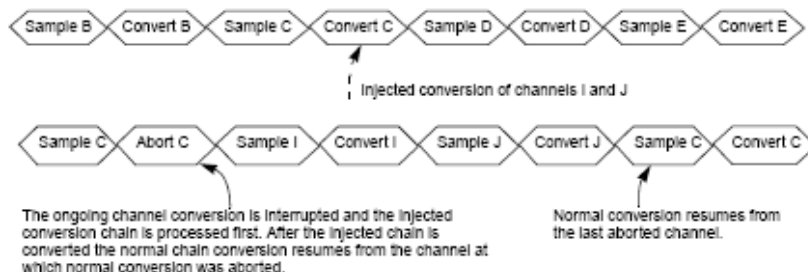 Sample B Convert B Sample C Convert C Sample D Convert D Sample E Convert E
Injected conversion of channels I and J
Sample C Abort C Sample I Convert I Sample J Convert J Sample C Convert C
The ongoing channel conversion is interrupted and the injected
conversion chain is processed first. After the injected chain is
converted the normal chain conversion resumes from the channel at
which normal conversion was aborted.
Normal conversion resumes from
the last aborted channel.